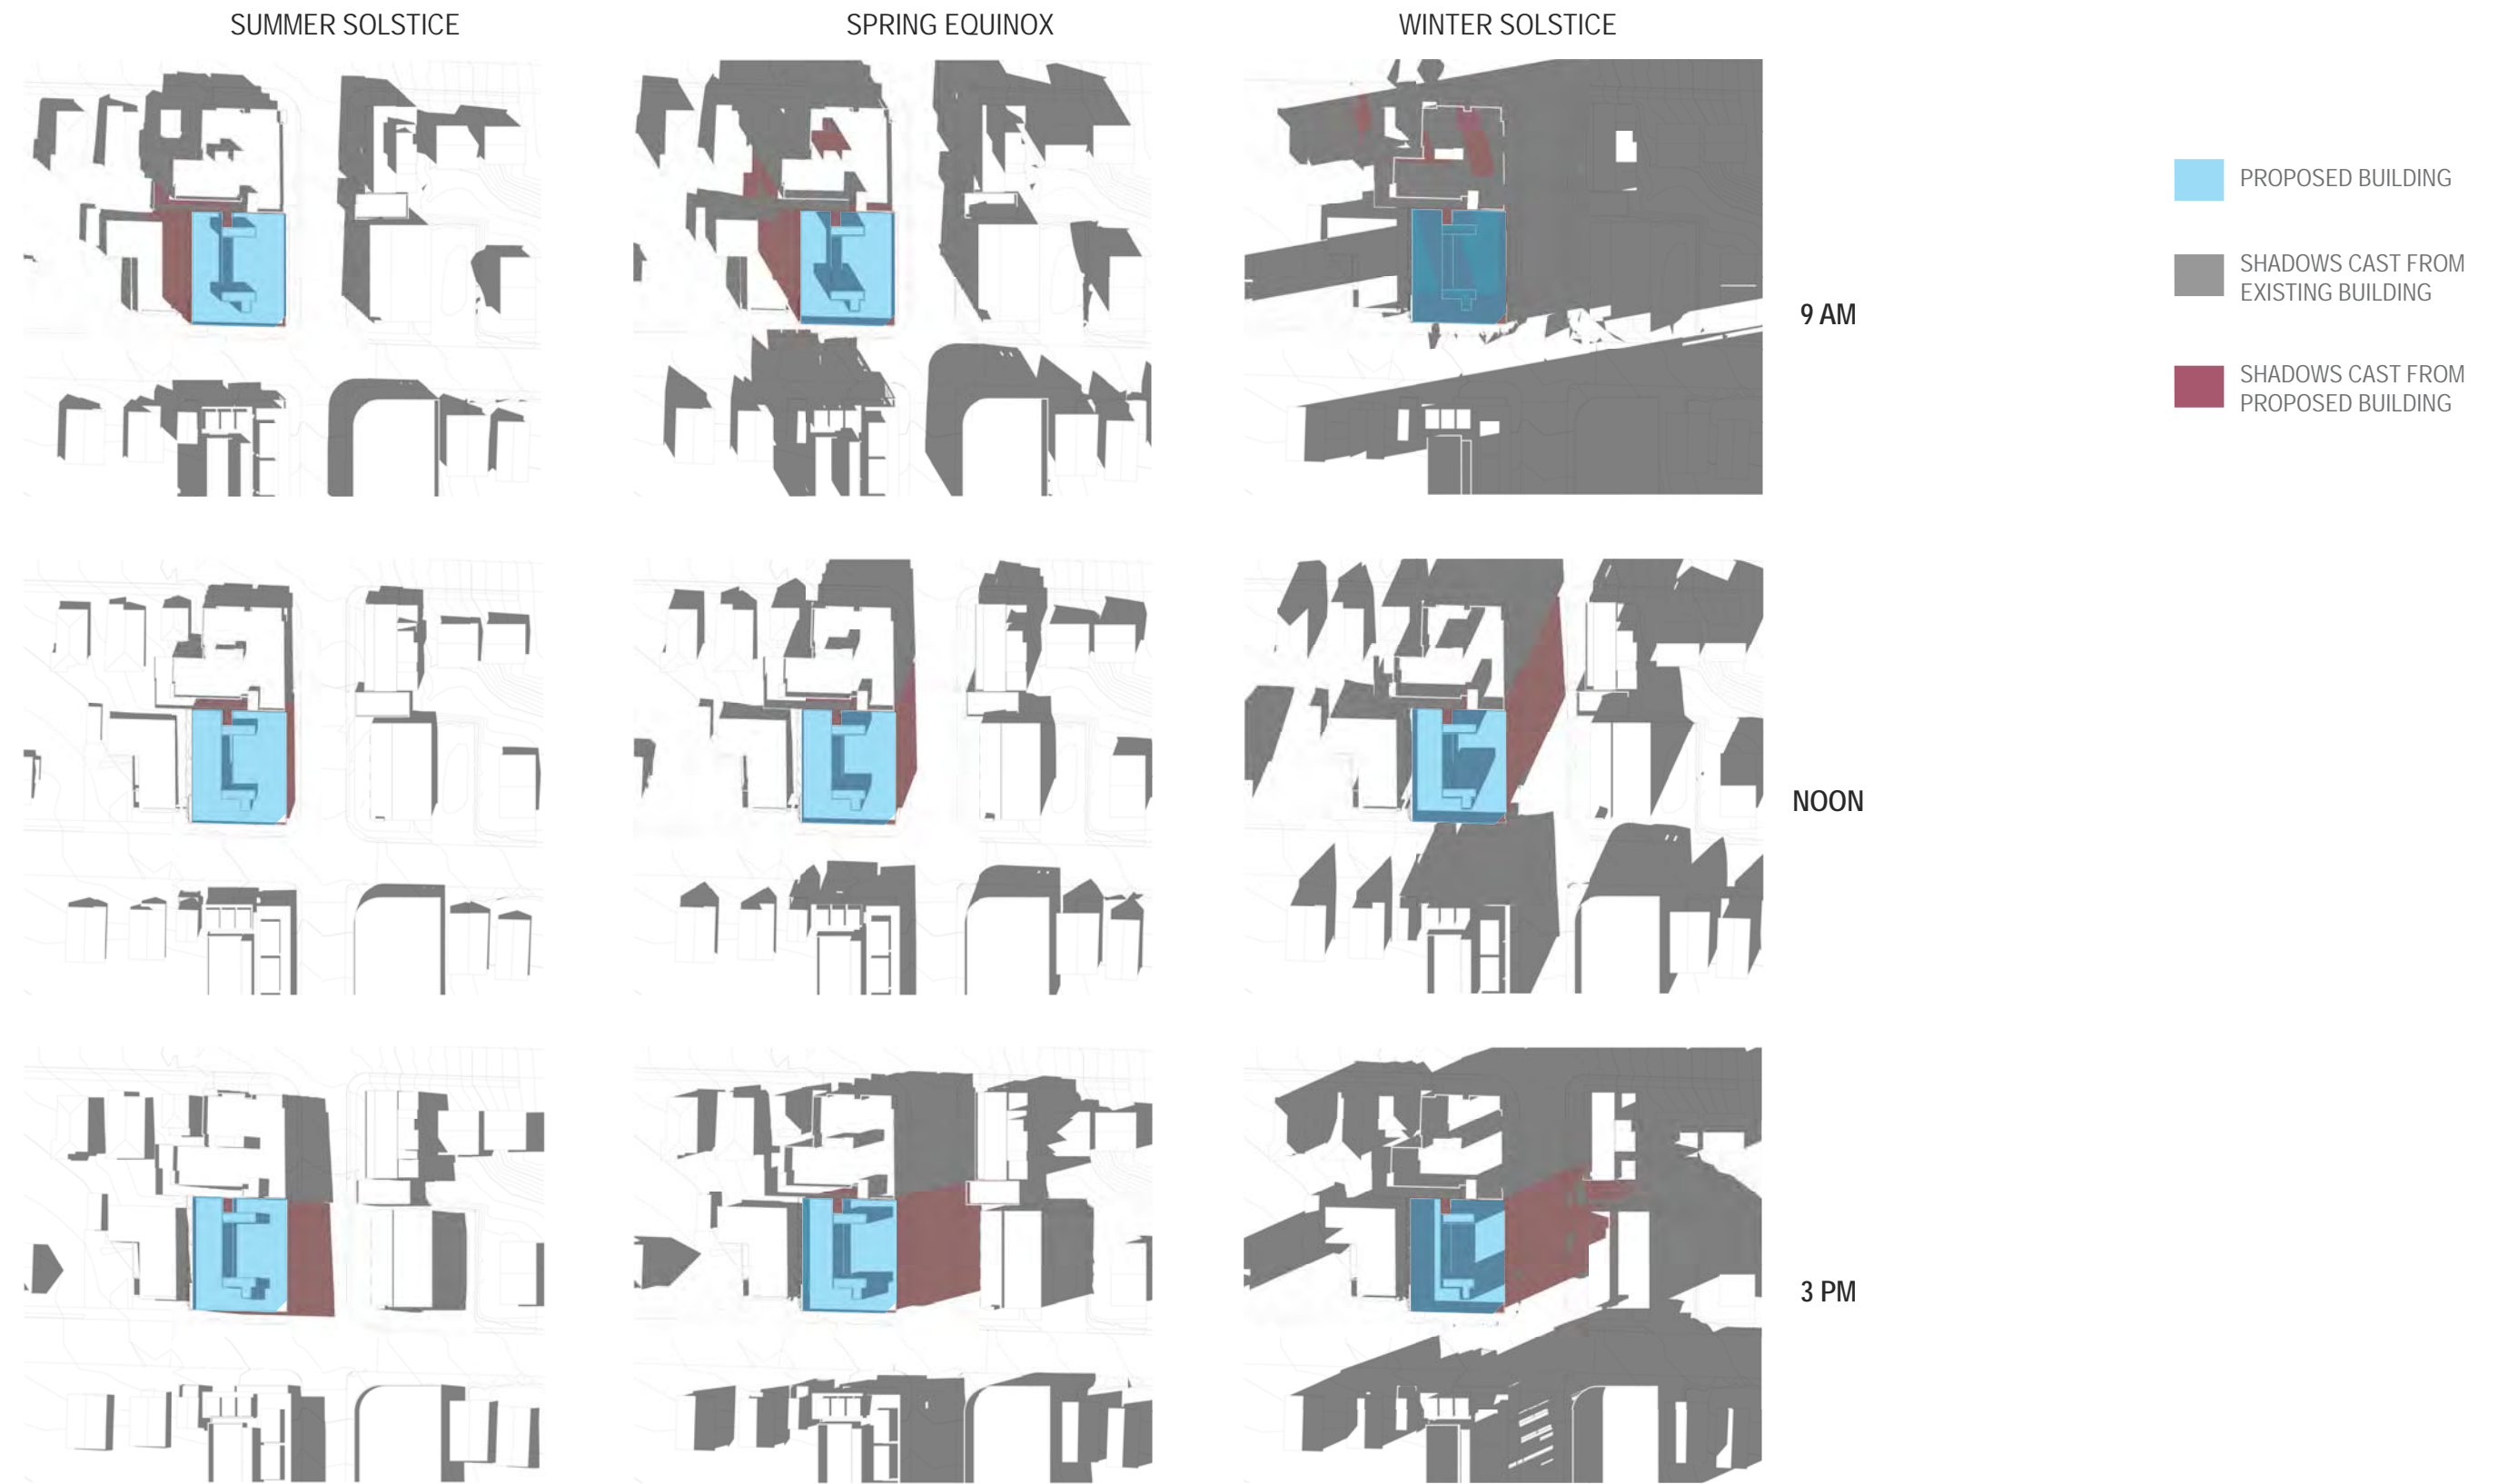 SUMMER SOLSTICE
SPRING EQUINOX
WINTER SOLSTICE
PROPOSED BUILDING
SHADOWS CAST FROM
EXISTING BUILDING
9 AM
SHADOWS CAST FROM
PROPOSED BUILDING
NOON
3 PM